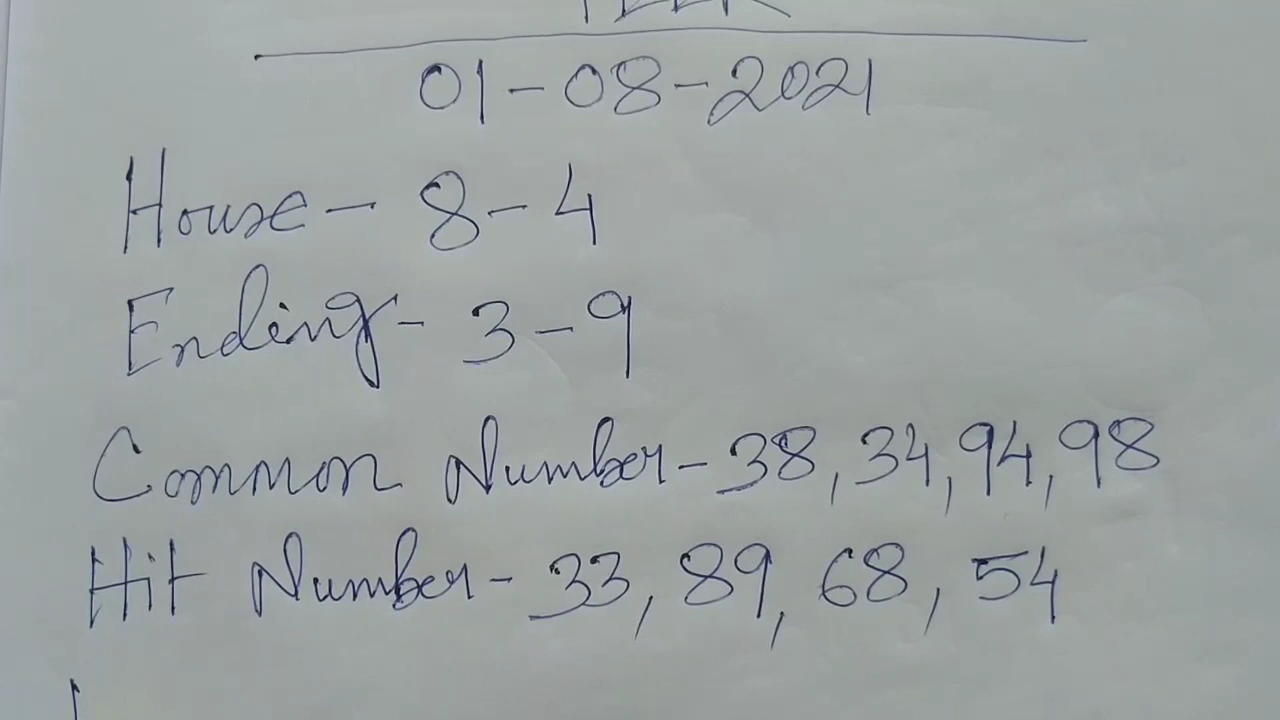 01-08-2021
House- 8-4
Ending- 3-9
Common Number-38, 34, 94, 98
Hit Number- 33, 89, 68, 54